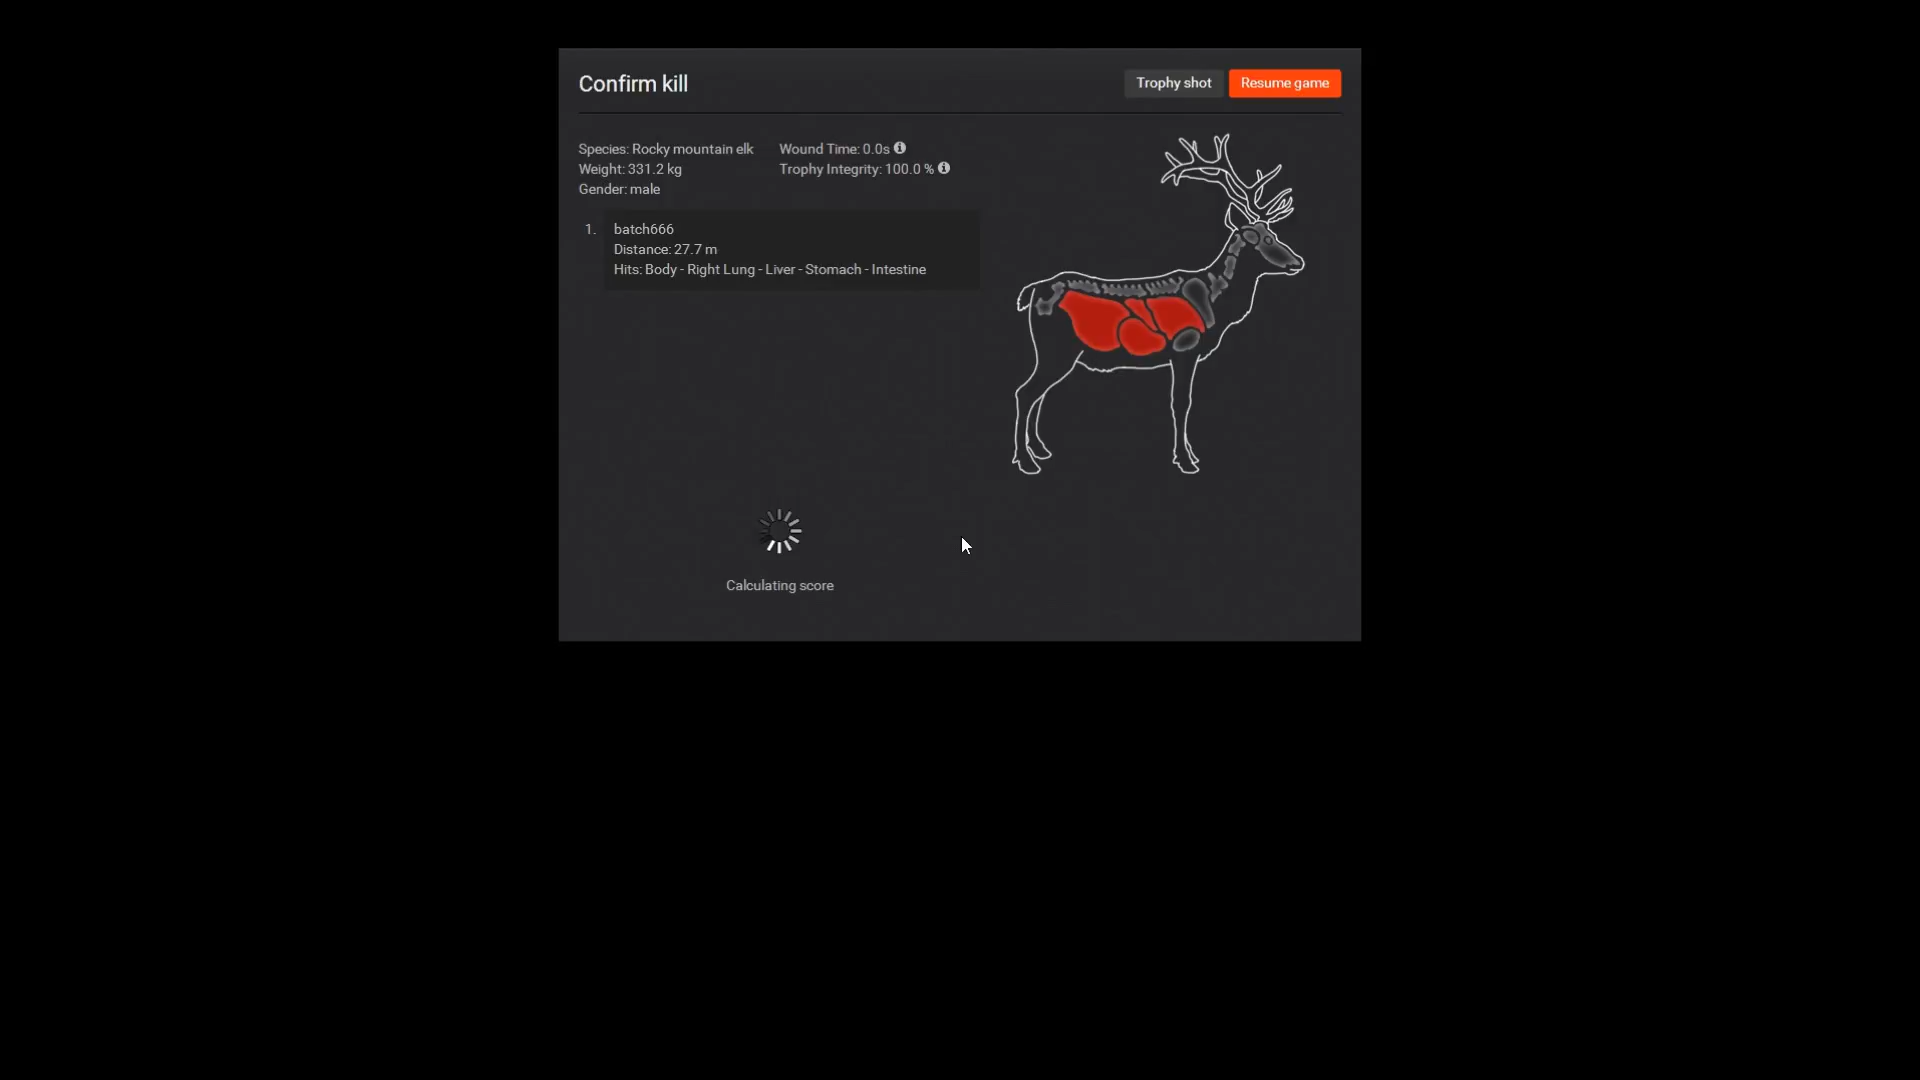 Confirm kill
Trophy shot
Resume game
Species: Rocky mountain elk
Weight: 331.2 kg
Gender: male
Wound Time: 0.0s
Trophy Integrity: 100.0 %
1.
batch666
Distance: 27.7 m
Hits: Body - Right Lung - Liver - Stomach - Intestine
Calculating score